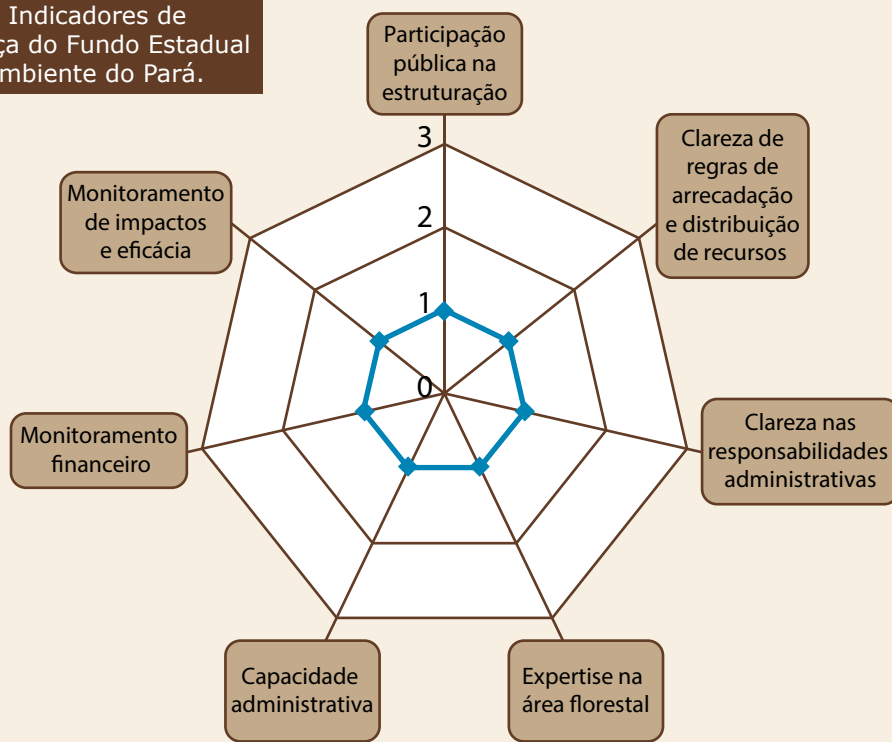 Indicadores de
do Fundo Estadual
do Pará.
Participação
pública na
estruturação
Clareza de
regras de
arrecadação
e distribuição
de recursos
Clareza nas
responsabilidades
administrativas
Expertise na
área florestal
Capacidade
administrativa
Monitoramento
financeiro
Monitoramento
de impactos
e eficácia
3
2
1
0